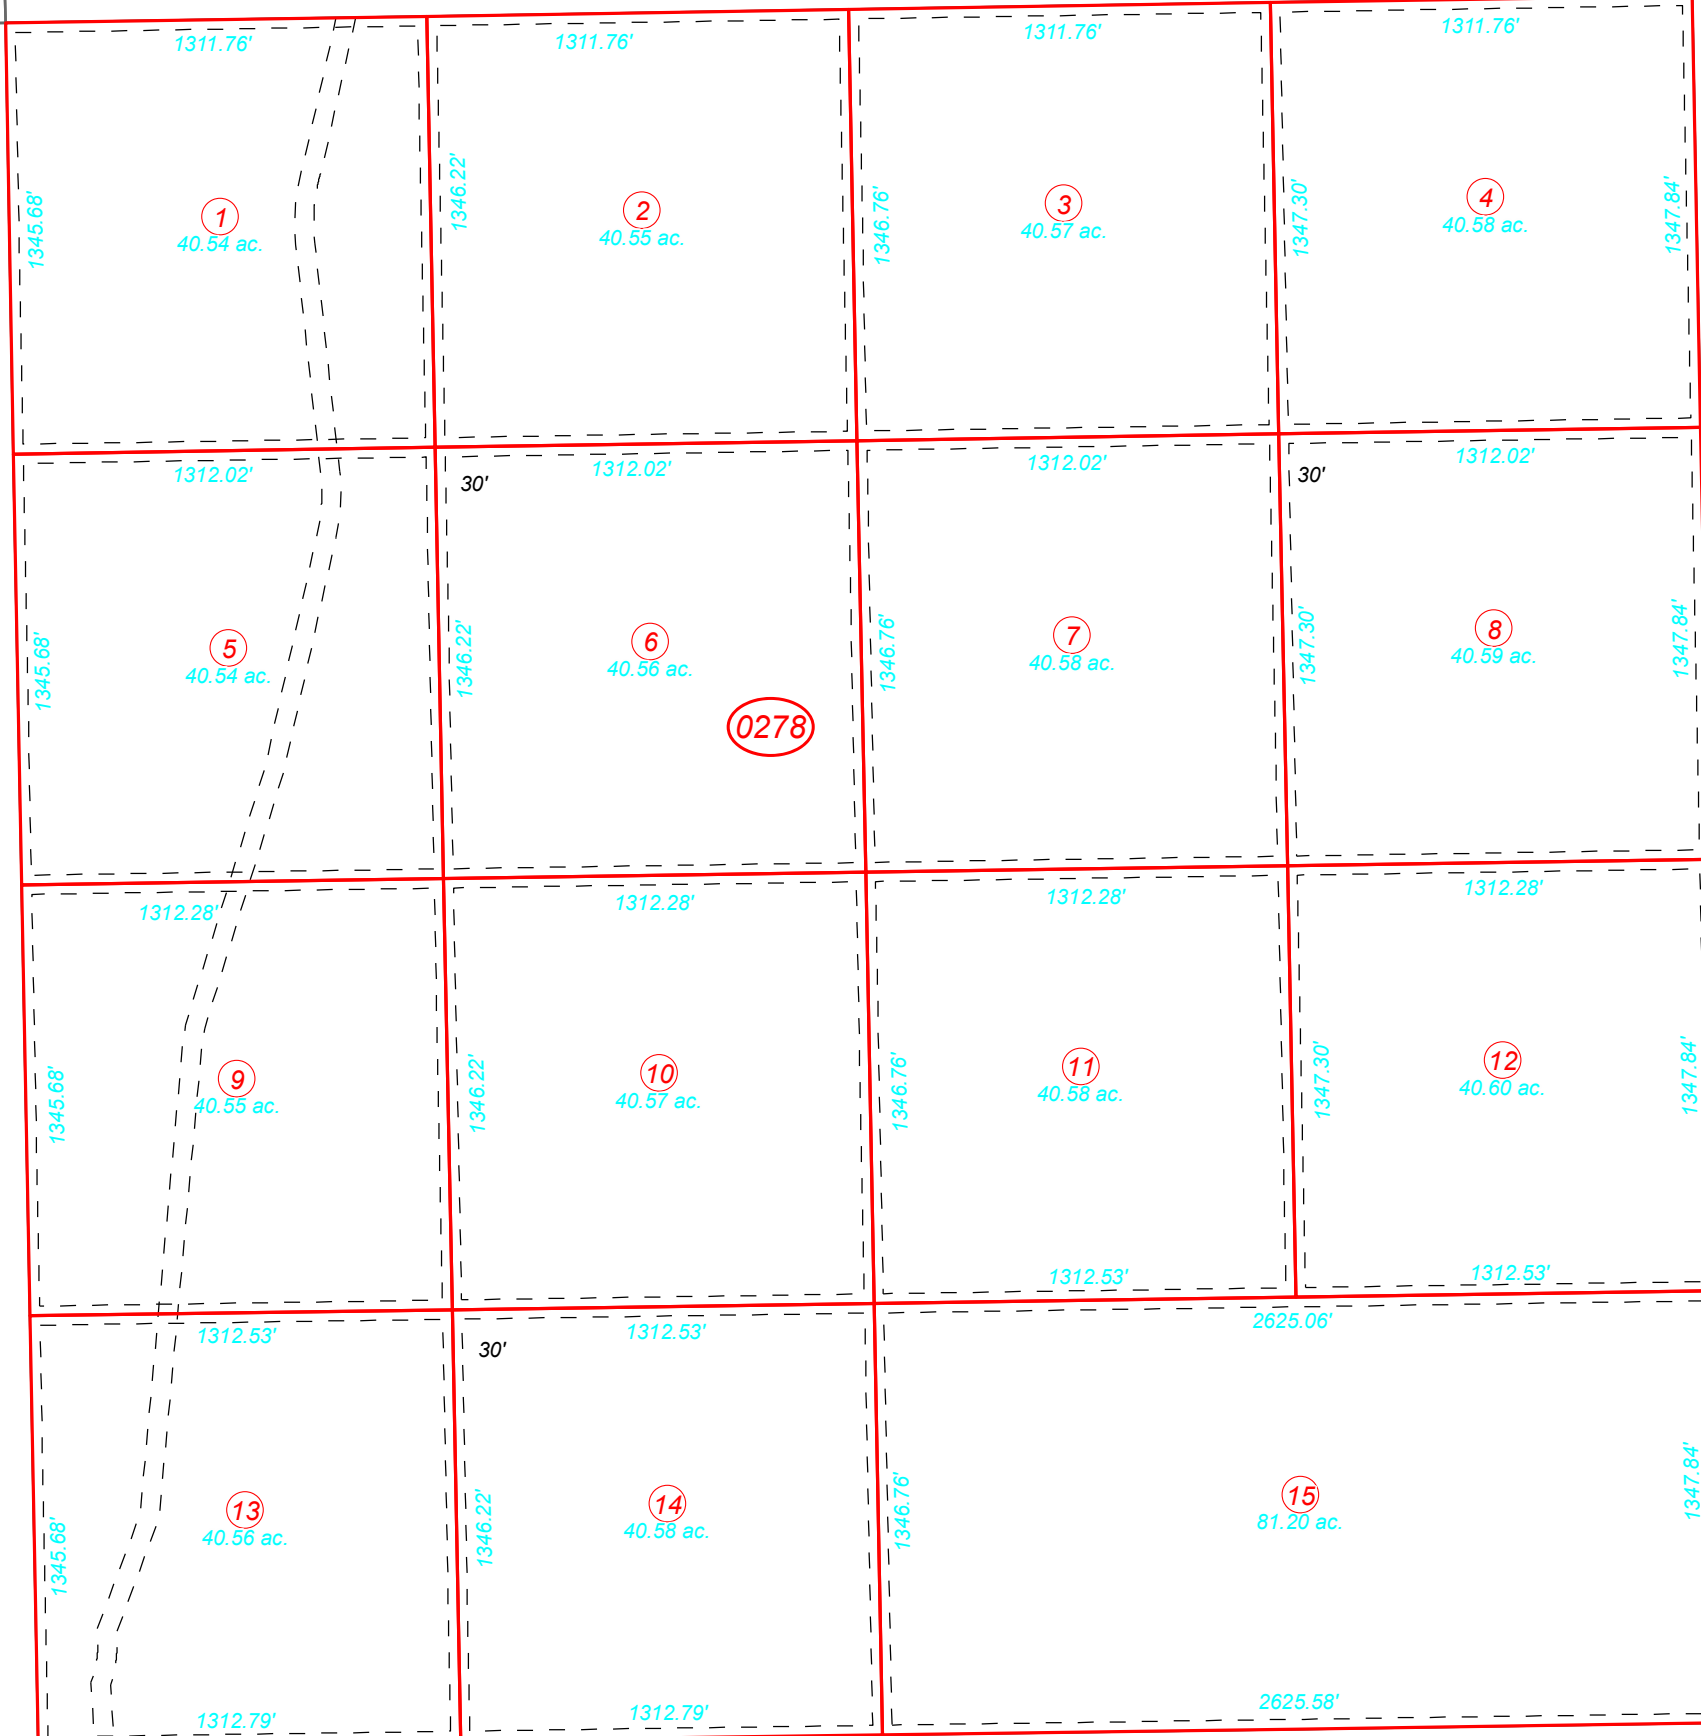 1311.76' 1311.76' 1311.76' 1311.76'
1345.68' 1346.22' 1346.76' 1347.30' 1347.84'
1 2 3 4
40.54 ac. 40.55 ac. 40.57 ac. 40.58 ac.
1312.02' 1312.02' 1312.02' 1312.02'
30' 30'
1345.68' 1346.22' 1346.76' 1347.30' 1347.84'
5 6 7 8
40.54 ac. 40.56 ac. 40.58 ac. 40.59 ac.
0278
1312.28' 1312.28' 1312.28' 1312.28'
1345.68' 1346.22' 1346.76' 1347.30' 1347.84'
9 10 11 12
40.55 ac. 40.57 ac. 40.58 ac. 40.60 ac.
1312.53' 1312.53'
1312.53' 1312.53' 2625.06'
30'
1345.68' 1346.22' 1346.76' 1347.84'
13 14 15
40.56 ac. 40.58 ac. 81.20 ac.
1312.79' 1312.79' 2625.58'